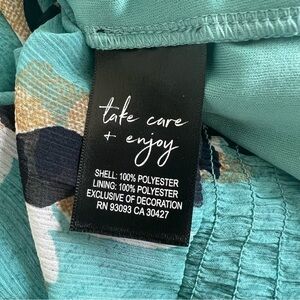 take care
+ enjoy
SHELL: 100% POLYESTER
LINING: 100% POLYESTER
EXCLUSIVE OF DECORATION
RN 93093 CA 30427